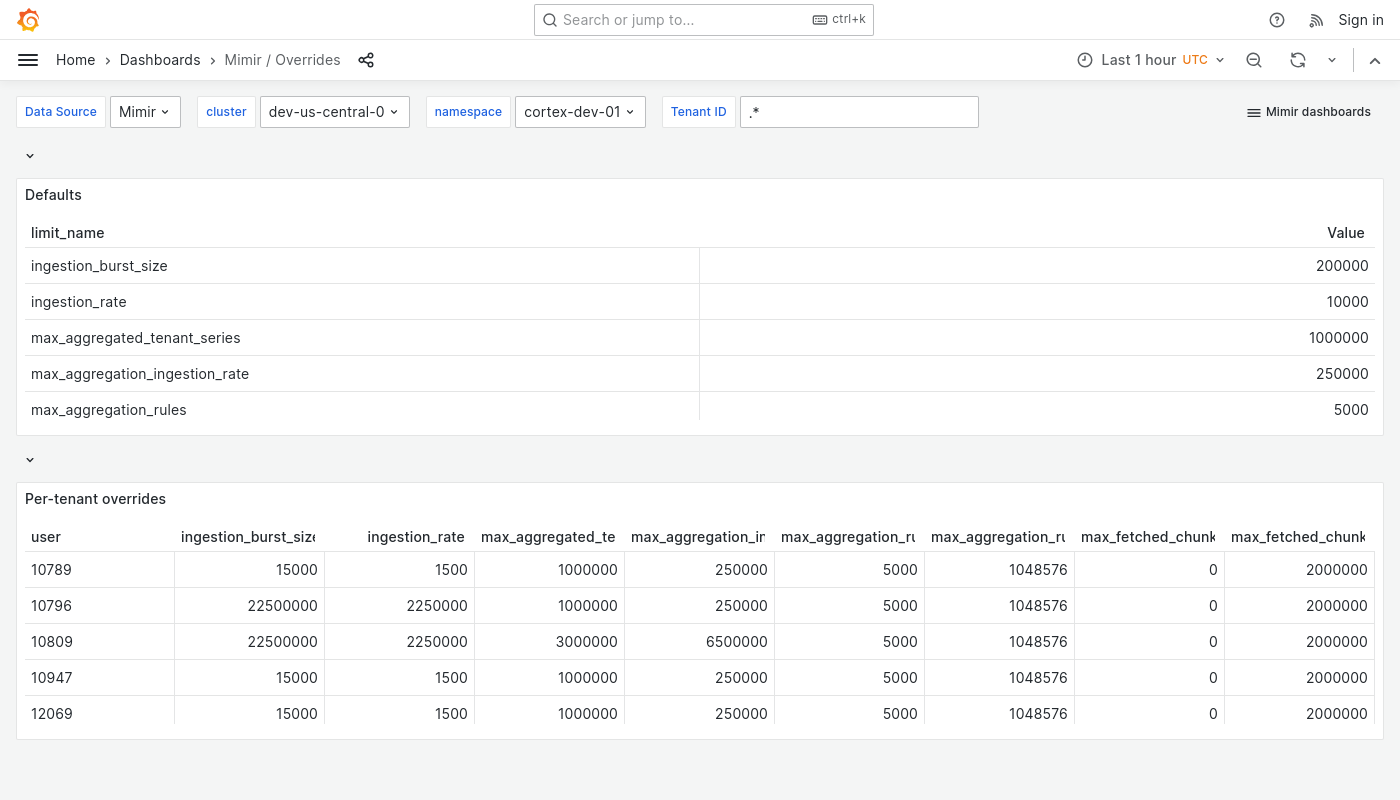 Search or jump to... ctrl+k Sign in
Home Dashboards Mimir / Overrides Last 1 hour UTC
Data Source Mimir cluster dev-us-central-0 namespace cortex-dev-01 Tenant ID .* Mimir dashboards
Defaults
limit_name Value
ingestion_burst_size 200000
ingestion_rate 10000
max_aggregated_tenant_series 1000000
max_aggregation_ingestion_rate 250000
max_aggregation_rules 5000
Per-tenant overrides
user ingestion_burst_size ingestion_rate max_aggregated_te max_aggregation_in max_aggregation_ru max_aggregation_ru max_fetched_chunk max_fetched_chunk
10789 15000 1500 1000000 250000 5000 1048576 0 2000000
10796 22500000 2250000 1000000 250000 5000 1048576 0 2000000
10809 22500000 2250000 3000000 6500000 5000 1048576 0 2000000
10947 15000 1500 1000000 250000 5000 1048576 0 2000000
12069 15000 1500 1000000 250000 5000 1048576 0 2000000